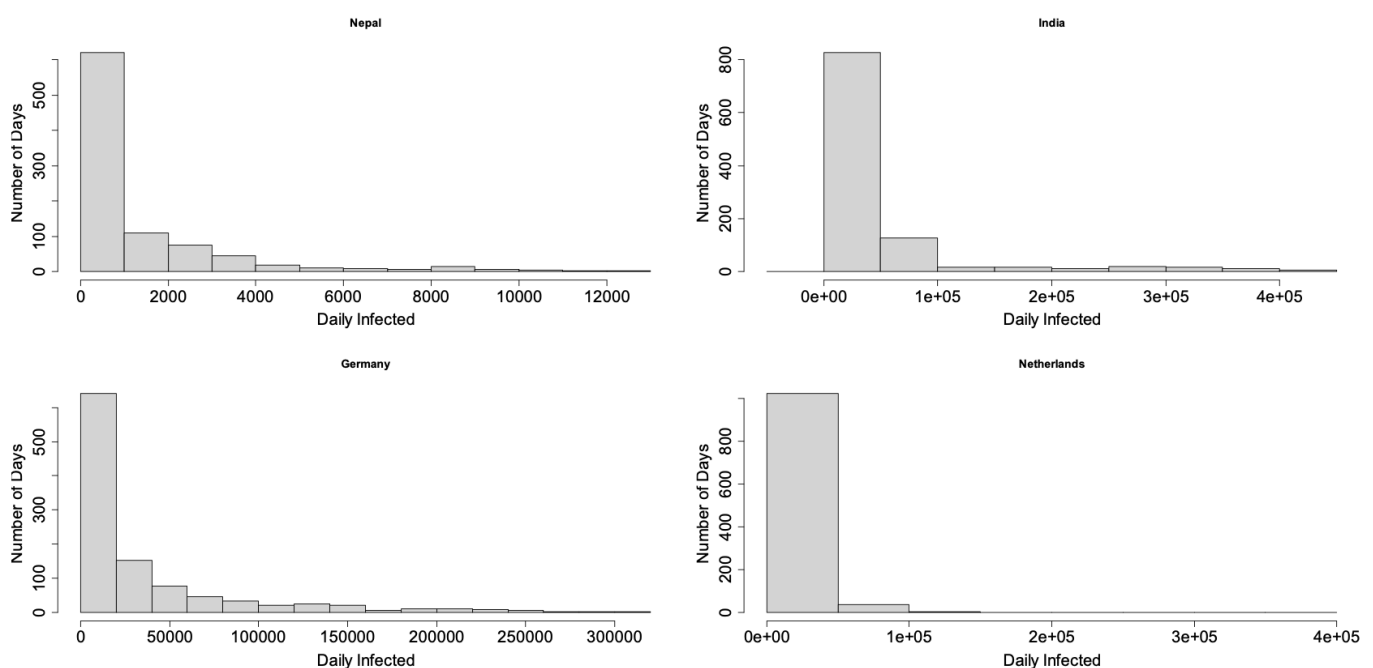 Nepal
Number of Days
0
100
300
500
0 2000 4000 6000 8000 10000 12000
Daily Infected
India
Number of Days
0
200
400
600
800
0e+00 1e+05 2e+05 3e+05 4e+05
Daily Infected
Germany
Number of Days
0
100
300
500
0 50000 100000 150000 200000 250000 300000
Daily Infected
Netherlands
Number of Days
0
200
400
600
800
0e+00 1e+05 2e+05 3e+05 4e+05
Daily Infected